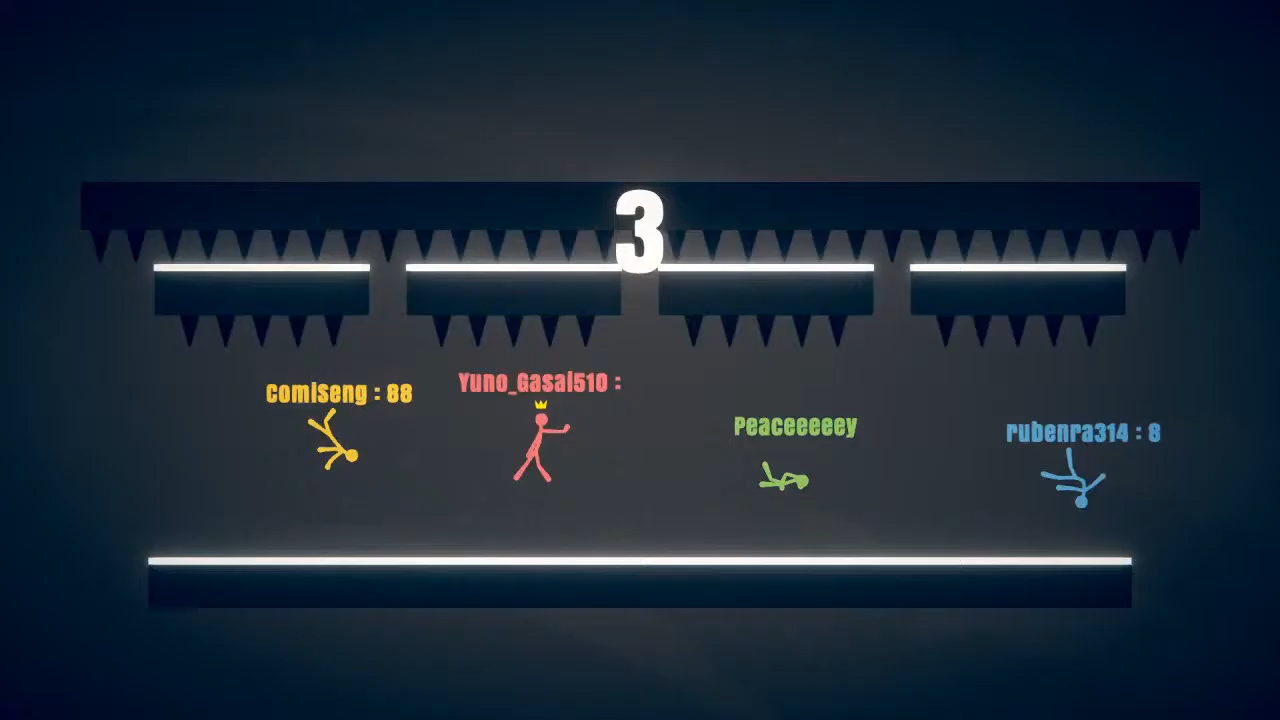 3
Comiseng : 88
Yuno_Gasai510 :
Peaceeeeey
rubenra314 : 8